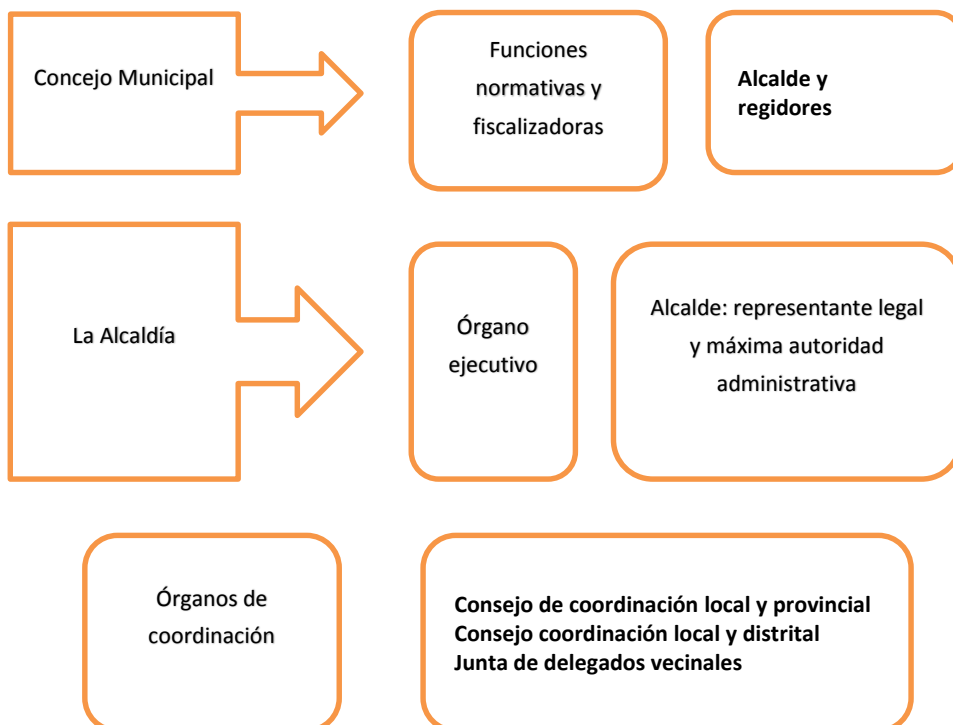 Concejo Municipal
Funciones
normativas y
fiscalizadoras
Alcalde y
regidores
La Alcaldía
Órgano
ejecutivo
Alcalde: representante legal
y máxima autoridad
administrativa
Órganos de
coordinación
Consejo de coordinación local y provincial
Consejo coordinación local y distrital
Junta de delegados vecinales